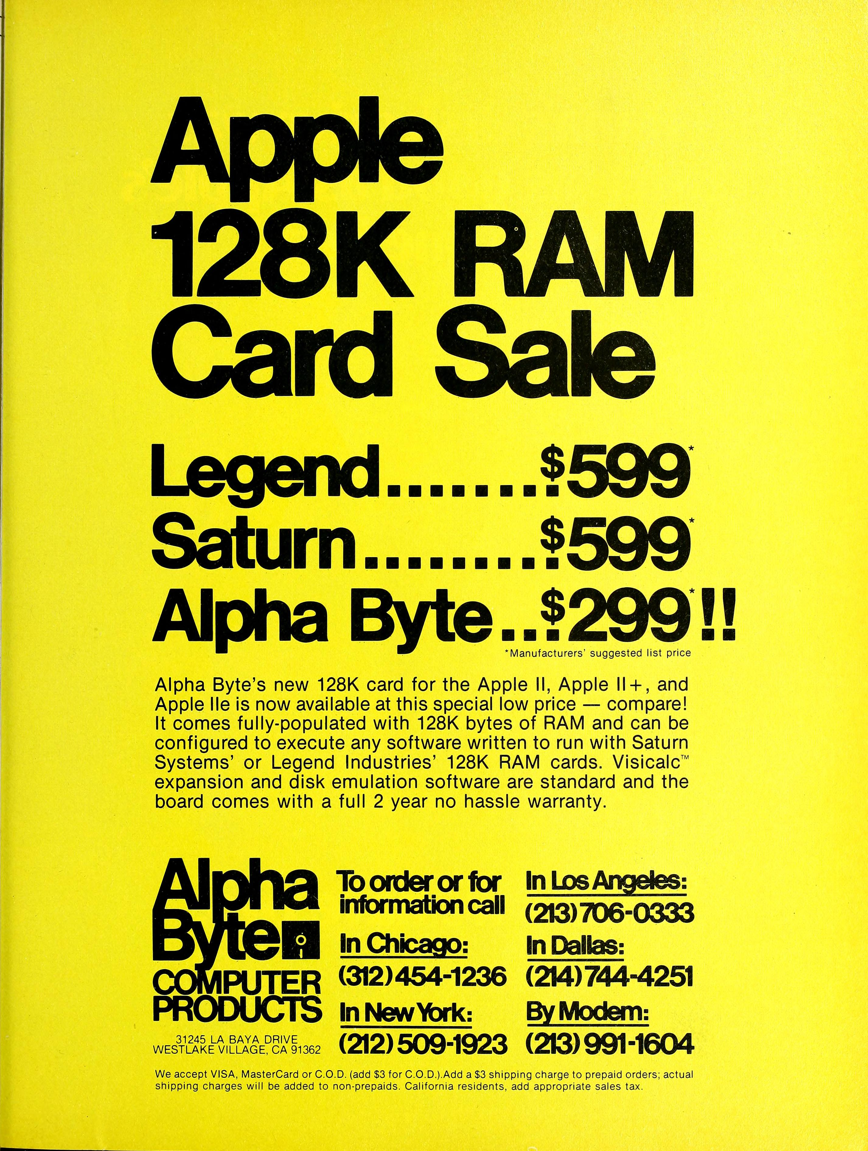 Apple
128K RAM
Card Sale
Legend.......$599*
Saturn........$599*
Alpha Byte...$299*!!
*Manufacturers' suggested list price
Alpha Byte's new 128K card for the Apple II, Apple II+, and
Apple IIe is now available at this special low price — compare!
It comes fully-populated with 128K bytes of RAM and can be
configured to execute any software written to run with Saturn
Systems' or Legend Industries' 128K RAM cards. Visicalc™
expansion and disk emulation software are standard and the
board comes with a full 2 year no hassle warranty.
Alpha
Byte
COMPUTER
PRODUCTS
31245 LA BAYA DRIVE
WESTLAKE VILLAGE, CA 91362
To order or for
information call
In Chicago:
(312) 454-1236
In New York:
(212) 509-1923
In Los Angeles:
(213) 706-0333
In Dallas:
(214) 744-4251
By Modem:
(213) 991-1604
We accept VISA, MasterCard or C.O.D. (add $3 for C.O.D.).Add a $3 shipping charge to prepaid orders; actual
shipping charges will be added to non-prepaids. California residents, add appropriate sales tax.